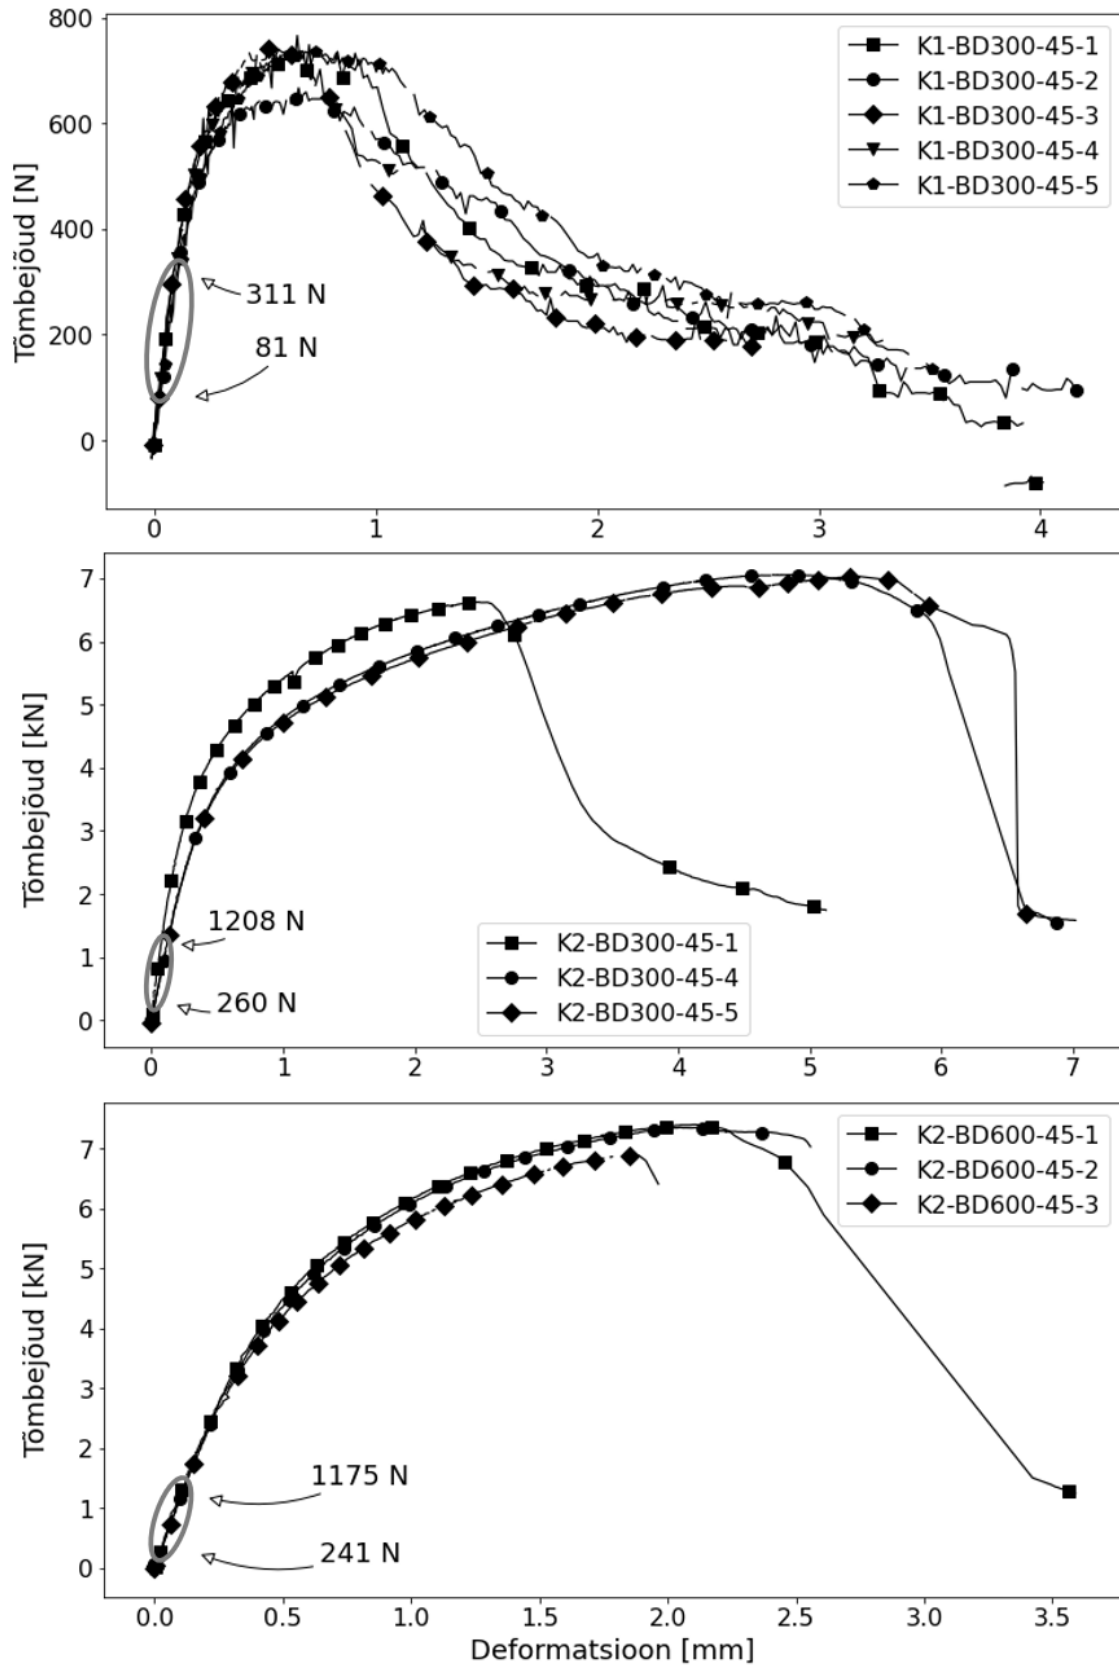 800
600
400
200
0
Tõmbejõud [N]
K1-BD300-45-1
K1-BD300-45-2
K1-BD300-45-3
K1-BD300-45-4
K1-BD300-45-5
311 N
81 N
0 1 2 3 4
7
6
5
4
3
2
1
0
Tõmbejõud [kN]
1208 N
260 N
K2-BD300-45-1
K2-BD300-45-4
K2-BD300-45-5
0 1 2 3 4 5 6 7
7
6
5
4
3
2
1
0
Tõmbejõud [kN]
K2-BD600-45-1
K2-BD600-45-2
K2-BD600-45-3
1175 N
241 N
0.0 0.5 1.0 1.5 2.0 2.5 3.0 3.5
Deformatsioon [mm]